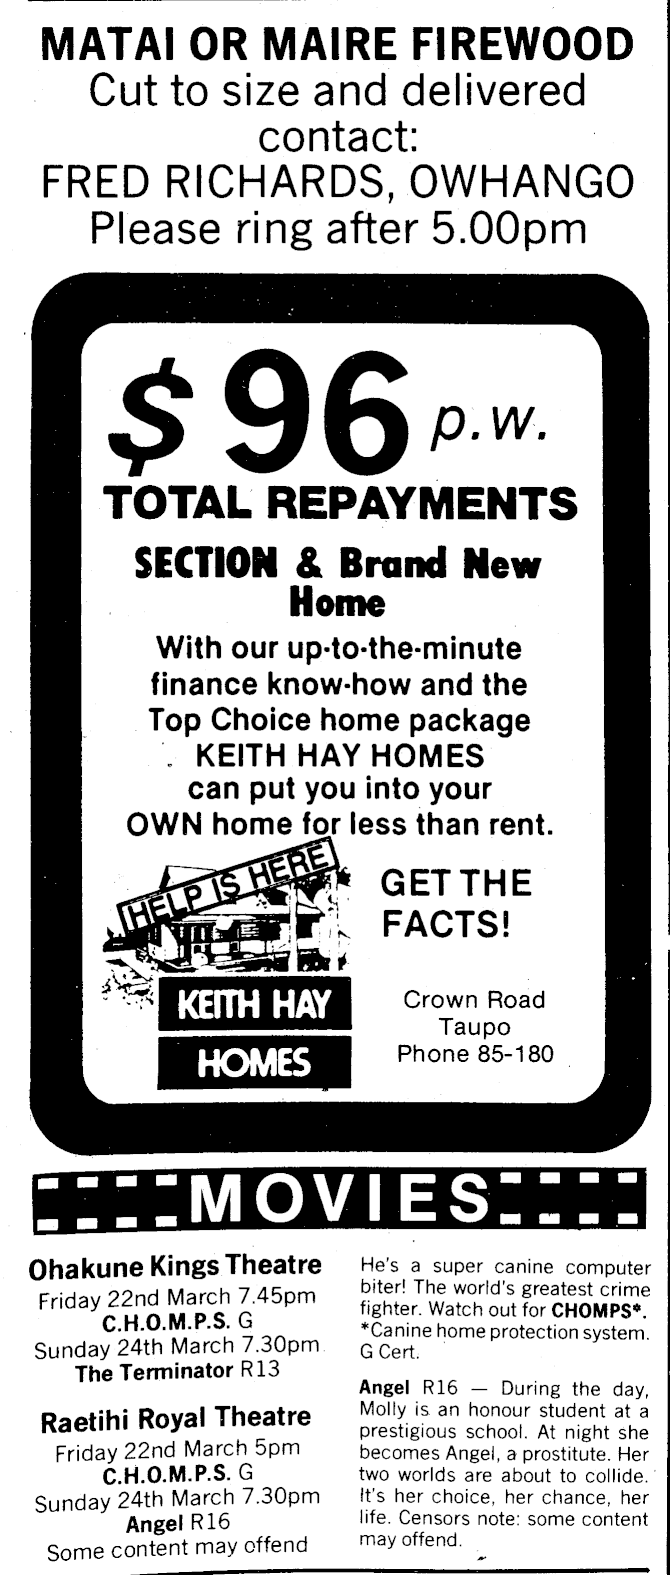 MATAI OR MAIRE FIREWOOD
Cut to size and delivered
contact:
FRED RICHARDS, OWHANGO
Please ring after 5.00pm
$96 p.w.
TOTAL REPAYMENTS
SECTION & Brand New
Home
With our up-to-the-minute
finance know-how and the
Top Choice home package
KEITH HAY HOMES
can put you into your
OWN home for less than rent.
HELP IS HERE
KEITH HAY
HOMES
GET THE
FACTS!
Crown Road
Taupo
Phone 85-180
MOVIES
Ohakune Kings Theatre
Friday 22nd March 7.45pm
C.H.O.M.P.S. G
Sunday 24th March 7.30pm
The Terminator R13
Raetihi Royal Theatre
Friday 22nd March 5pm
C.H.O.M.P.S. G
Sunday 24th March 7.30pm
Angel R16
Some content may offend
He's a super canine computer
biter! The world's greatest crime
fighter. Watch out for CHOMPS*.
*Canine home protection system.
G Cert.
Angel R16 — During the day,
Molly is an honour student at a
prestigious school. At night she
becomes Angel, a prostitute. Her
two worlds are about to collide.
It's her choice, her chance, her
life. Censors note: some content
may offend.